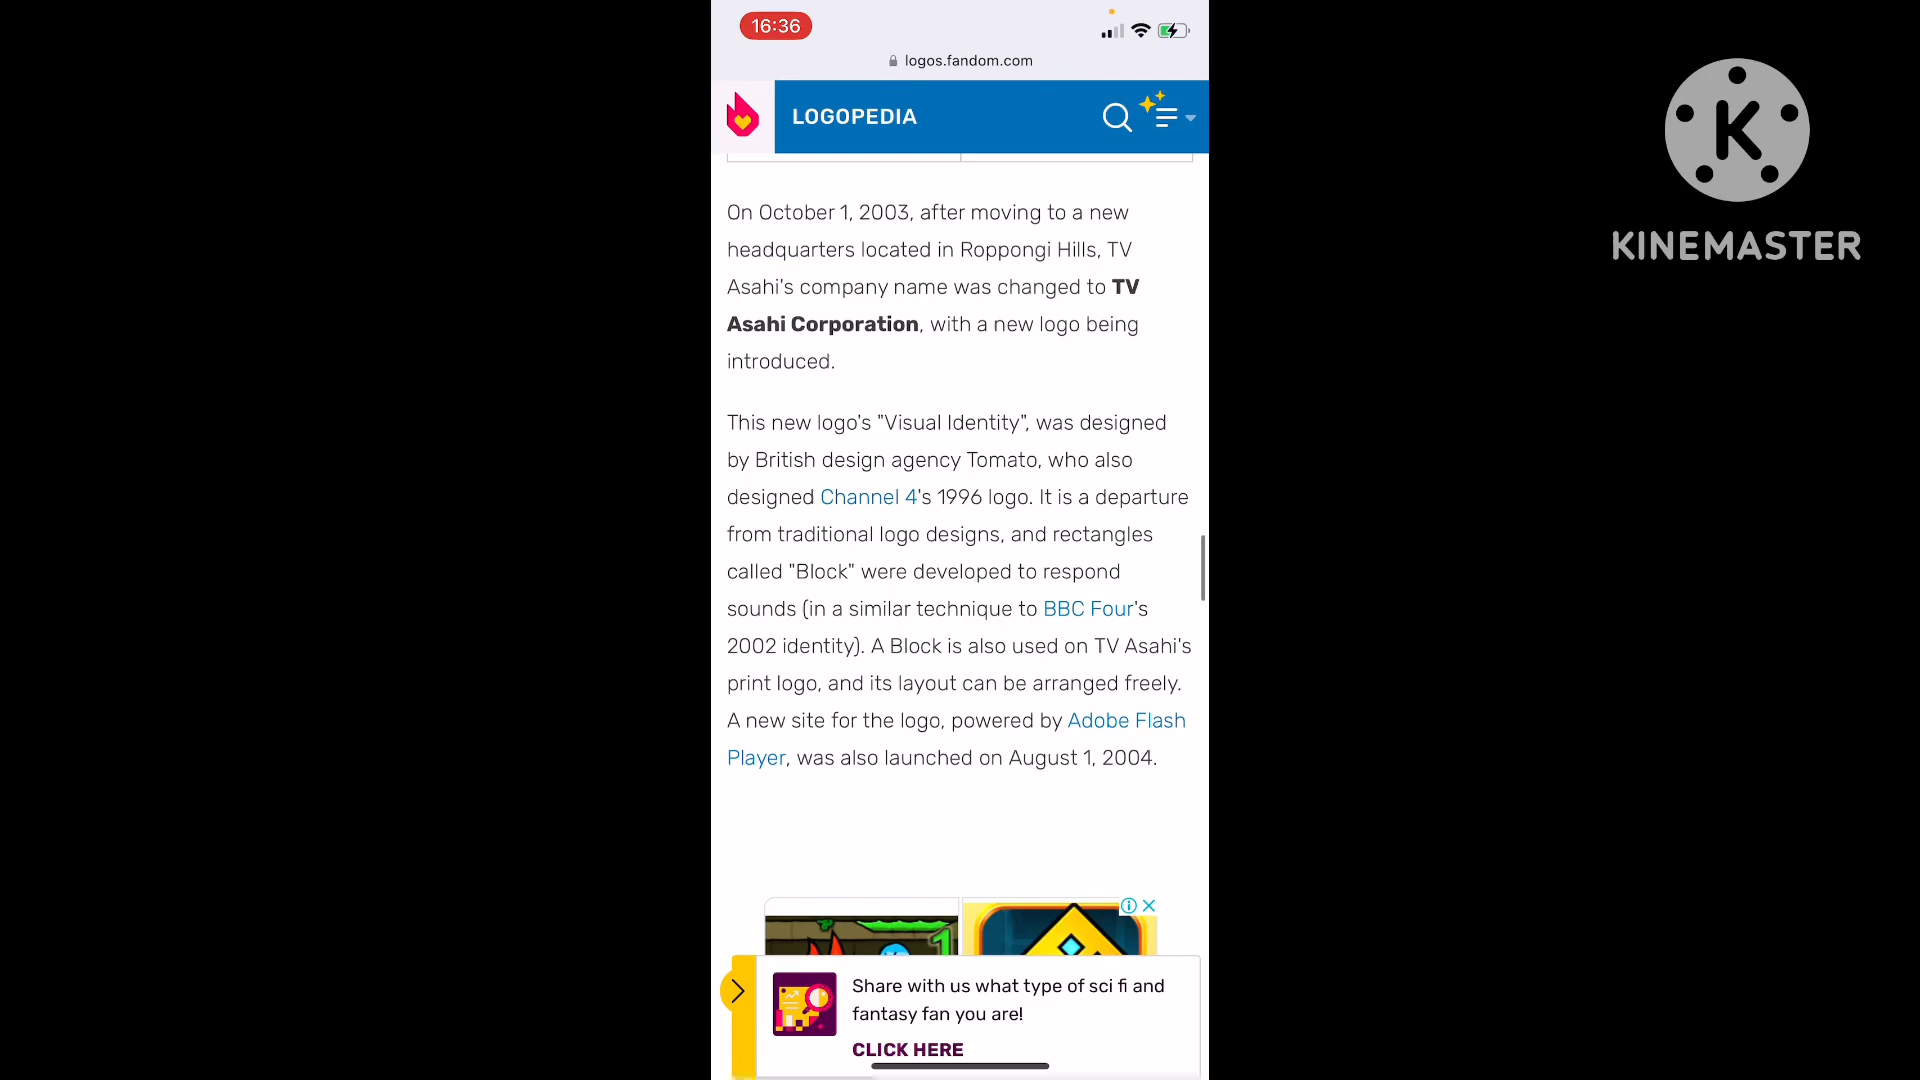 16:36
logos.fandom.com
LOGOPEDIA
On October 1, 2003, after moving to a new
headquarters located in Roppongi Hills, TV
Asahi's company name was changed to TV
Asahi Corporation, with a new logo being
introduced.
This new logo's "Visual Identity", was designed
by British design agency Tomato, who also
designed Channel 4's 1996 logo. It is a departure
from traditional logo designs, and rectangles
called "Block" were developed to respond
sounds (in a similar technique to BBC Four's
2002 identity). A Block is also used on TV Asahi's
print logo, and its layout can be arranged freely.
A new site for the logo, powered by Adobe Flash
Player, was also launched on August 1, 2004.
1
Share with us what type of sci fi and
fantasy fan you are!
CLICK HERE
K
KINEMASTER